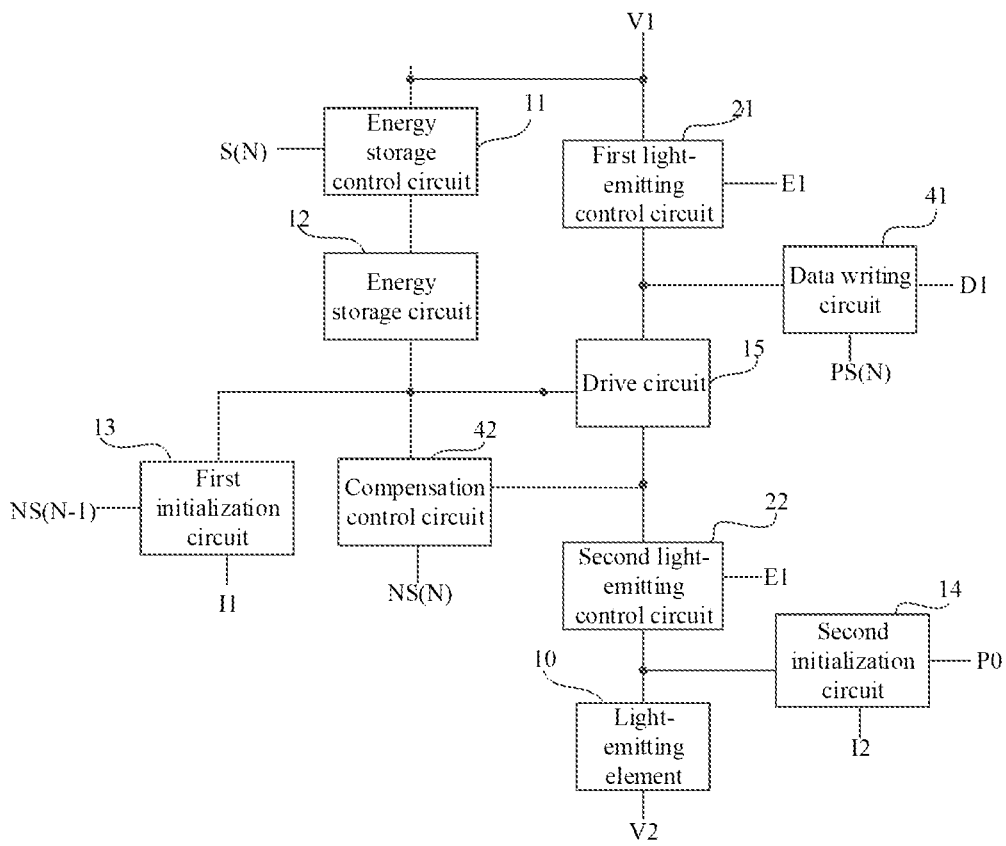 V1
11
21
Energy
storage
control circuit
S(N)
First light-
emitting
control circuit
E1
41
12
Energy
storage circuit
Data writing
circuit
D1
15
PS(N)
Drive circuit
13
42
First
initialization
circuit
NS(N-1)
Compensation
control circuit
22
I1
NS(N)
Second light-
emitting
control circuit
E1
14
Second
initialization
circuit
P0
10
Light-
emitting
element
I2
V2